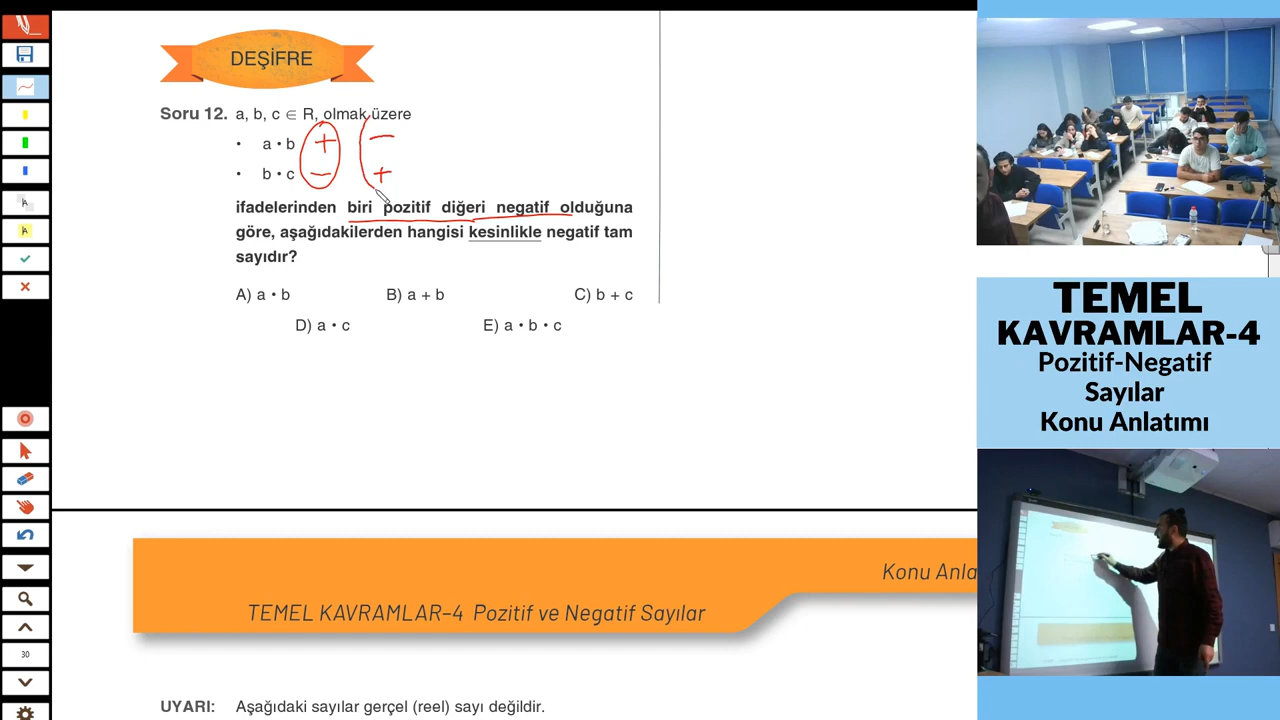 DEŞİFRE
Soru 12. a, b, c ∈ R, olmak üzere
• a • b + −
• b • c − +
ifadelerinden biri pozitif diğeri negatif olduğuna
göre, aşağıdakilerden hangisi kesinlikle negatif tam
sayıdır?
A) a • b B) a + b C) b + c
D) a • c E) a • b • c
Konu Anla
TEMEL KAVRAMLAR–4 Pozitif ve Negatif Sayılar
UYARI: Aşağıdaki sayılar gerçel (reel) sayı değildir.
30
TEMEL
KAVRAMLAR-4
Pozitif-Negatif
Sayılar
Konu Anlatımı